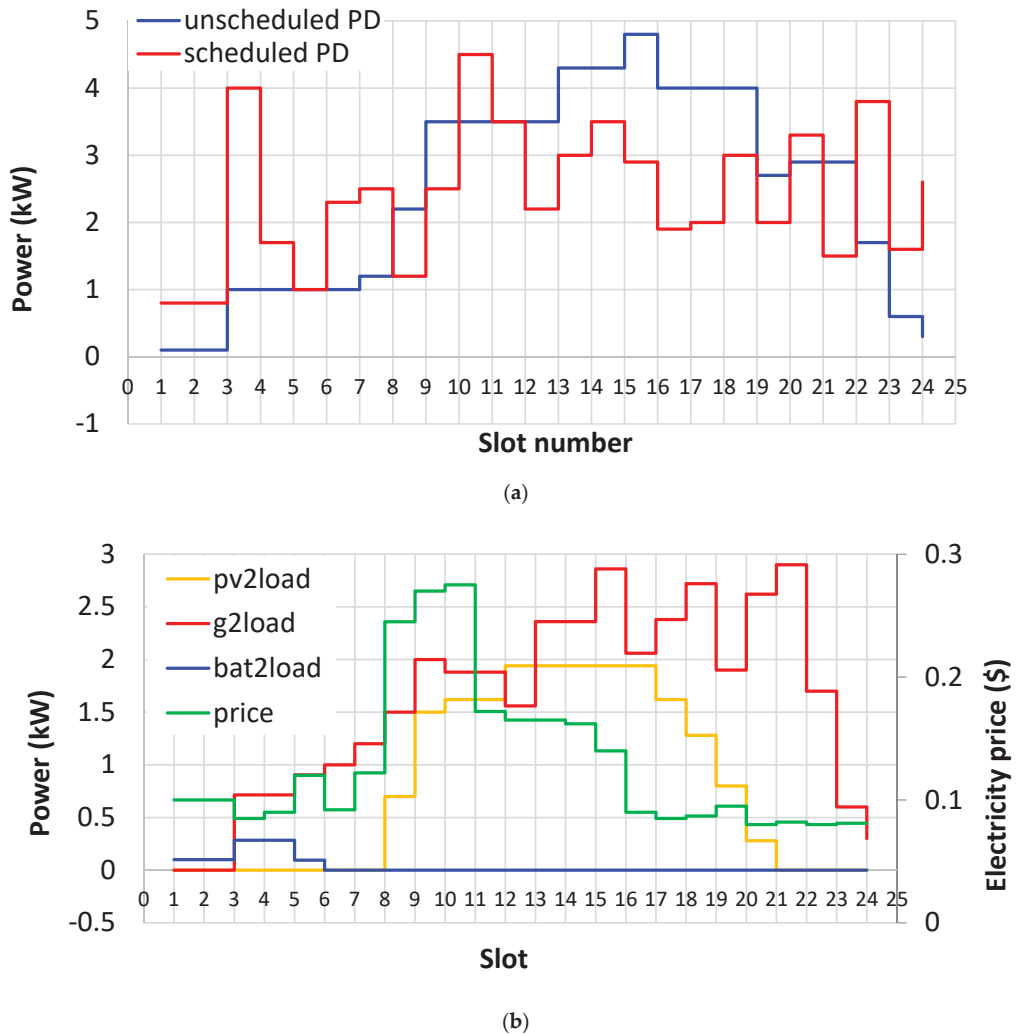 5
unscheduled PD
scheduled PD
4
3
2
1
0
-1
Power (kW)
0 1 2 3 4 5 6 7 8 9 10 11 12 13 14 15 16 17 18 19 20 21 22 23 24 25
Slot number
(a)
3
2.5
2
1.5
1
0.5
0
-0.5
Power (kW)
pv2load
g2load
bat2load
price
0.3
0.2
0.1
0
Electricity price ($)
0 1 2 3 4 5 6 7 8 9 10 11 12 13 14 15 16 17 18 19 20 21 22 23 24 25
Slot
(b)